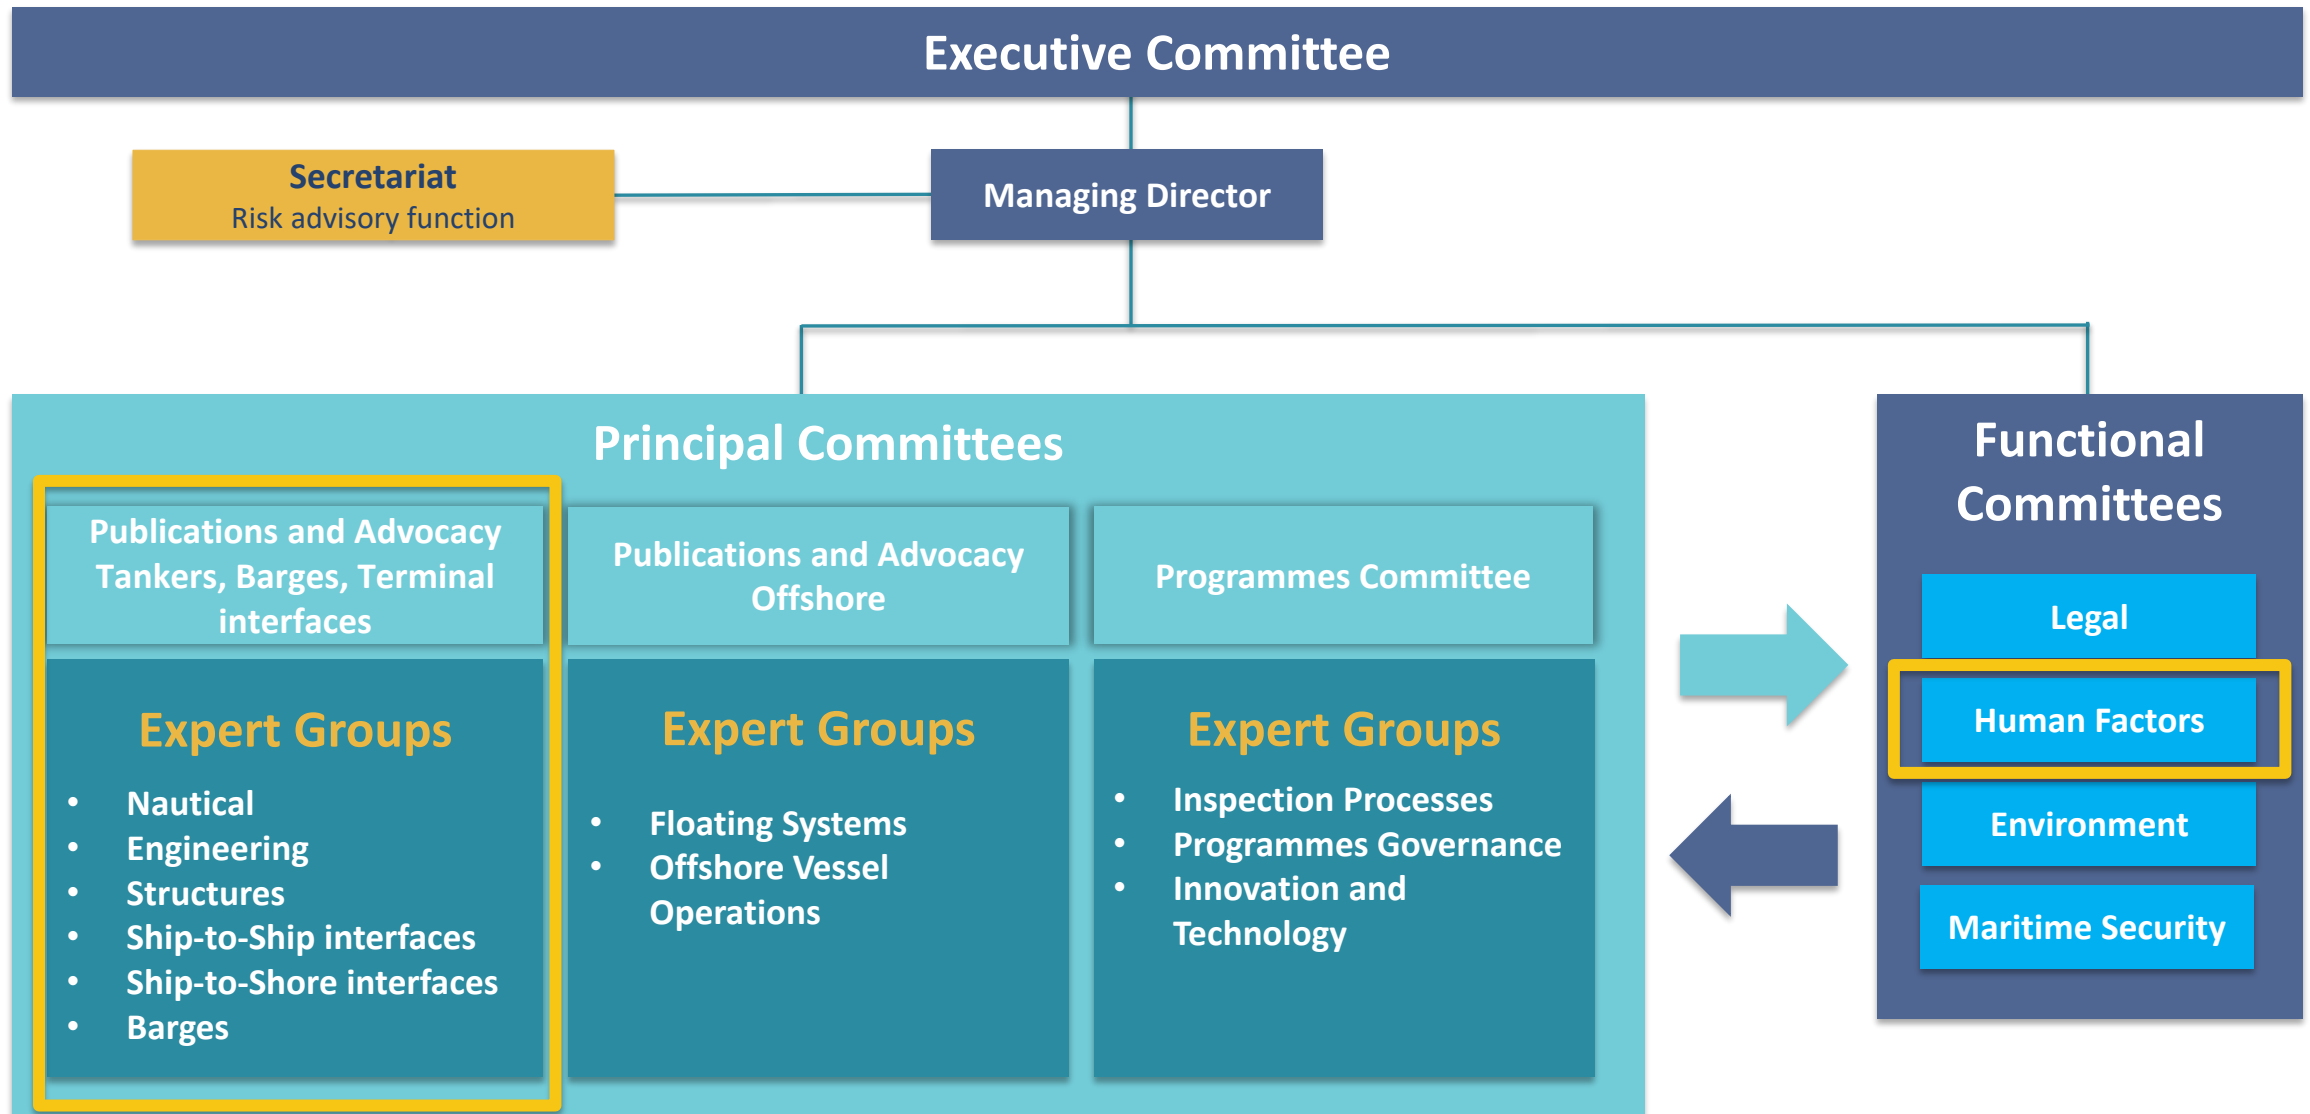 Executive Committee
Secretariat
Risk advisory function
Managing Director
Principal Committees
Publications and Advocacy
Tankers, Barges, Terminal
interfaces
Expert Groups
• Nautical
• Engineering
• Structures
• Ship-to-Ship interfaces
• Ship-to-Shore interfaces
• Barges
Publications and Advocacy
Offshore
Expert Groups
• Floating Systems
• Offshore Vessel
Operations
Programmes Committee
Expert Groups
• Inspection Processes
• Programmes Governance
• Innovation and
Technology
Functional
Committees
Legal
Human Factors
Environment
Maritime Security